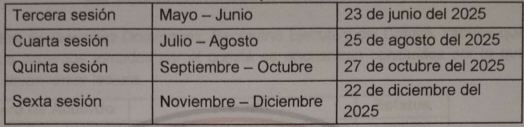 Tercera sesión Mayo – Junio 23 de junio del 2025
Cuarta sesión Julio – Agosto 25 de agosto del 2025
Quinta sesión Septiembre – Octubre 27 de octubre del 2025
Sexta sesión Noviembre – Diciembre 22 de diciembre del
2025